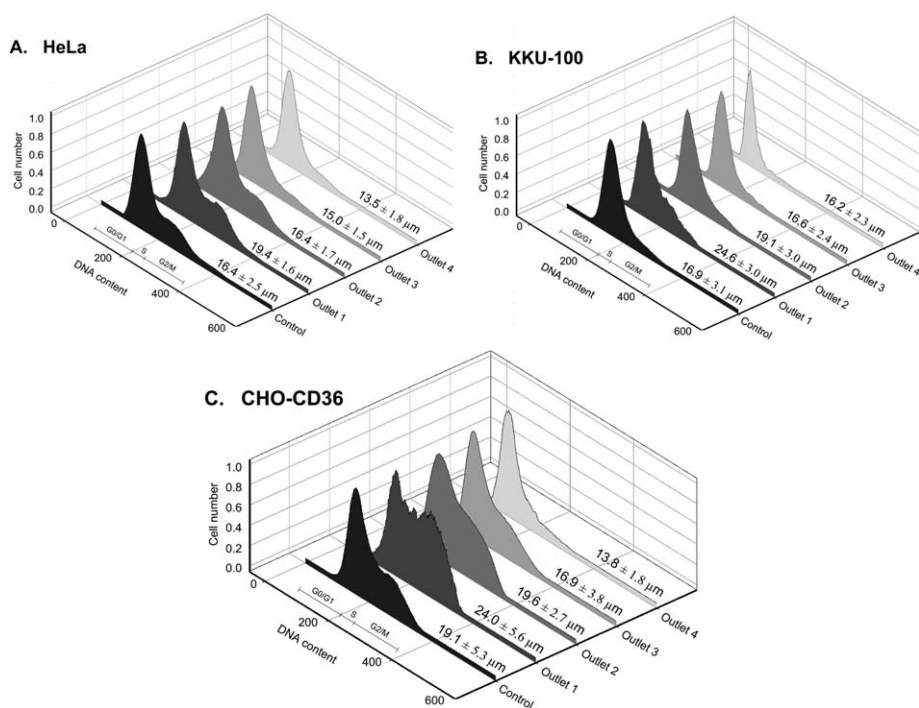 A. HeLa
Cell number
1.0
0.8
0.6
0.4
0.2
0.0
0
200
400
600
DNA content
G0/G1
S
G2/M
16.4 ± 2.5 µm
19.4 ± 1.6 µm
16.4 ± 1.7 µm
15.0 ± 1.5 µm
13.5 ± 1.8 µm
Control
Outlet 1
Outlet 2
Outlet 3
Outlet 4
B. KKU-100
Cell number
1.0
0.8
0.6
0.4
0.2
0.0
0
200
400
600
DNA content
G0/G1
S
G2/M
16.9 ± 3.1 µm
24.6 ± 3.0 µm
19.1 ± 3.0 µm
16.6 ± 2.4 µm
16.2 ± 2.3 µm
Control
Outlet 1
Outlet 2
Outlet 3
Outlet 4
C. CHO-CD36
Cell number
1.0
0.8
0.6
0.4
0.2
0.0
0
200
400
600
DNA content
G0/G1
S
G2/M
19.1 ± 5.3 µm
24.0 ± 5.6 µm
19.6 ± 2.7 µm
16.9 ± 3.8 µm
13.8 ± 1.8 µm
Control
Outlet 1
Outlet 2
Outlet 3
Outlet 4